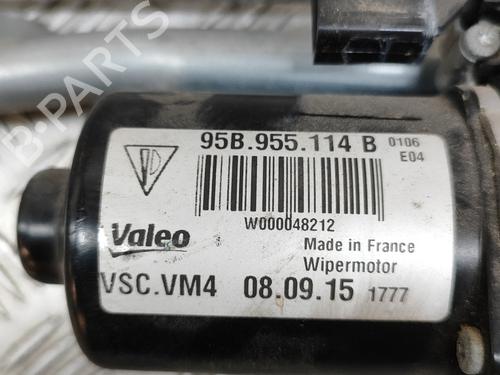 B-PARTS
95B.955.114 B 0106
E04
W000048212
Valeo
Made in France
Wipermotor
VSC.VM4 08.09.15 1777